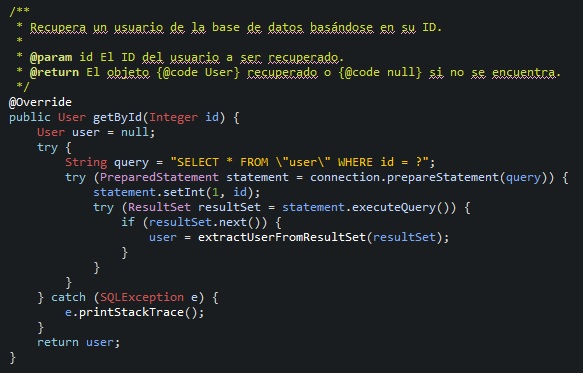 /**
 * Recupera un usuario de la base de datos basándose en su ID.
 *
 * @param id El ID del usuario a ser recuperado.
 * @return El objeto {@code User} recuperado o {@code null} si no se encuentra.
 */
@Override
public User getById(Integer id) {
    User user = null;
    try {
        String query = "SELECT * FROM \"user\" WHERE id = ?";
        try (PreparedStatement statement = connection.prepareStatement(query)) {
            statement.setInt(1, id);
            try (ResultSet resultSet = statement.executeQuery()) {
                if (resultSet.next()) {
                    user = extractUserFromResultSet(resultSet);
                }
            }
        }
    } catch (SQLException e) {
        e.printStackTrace();
    }
    return user;
}